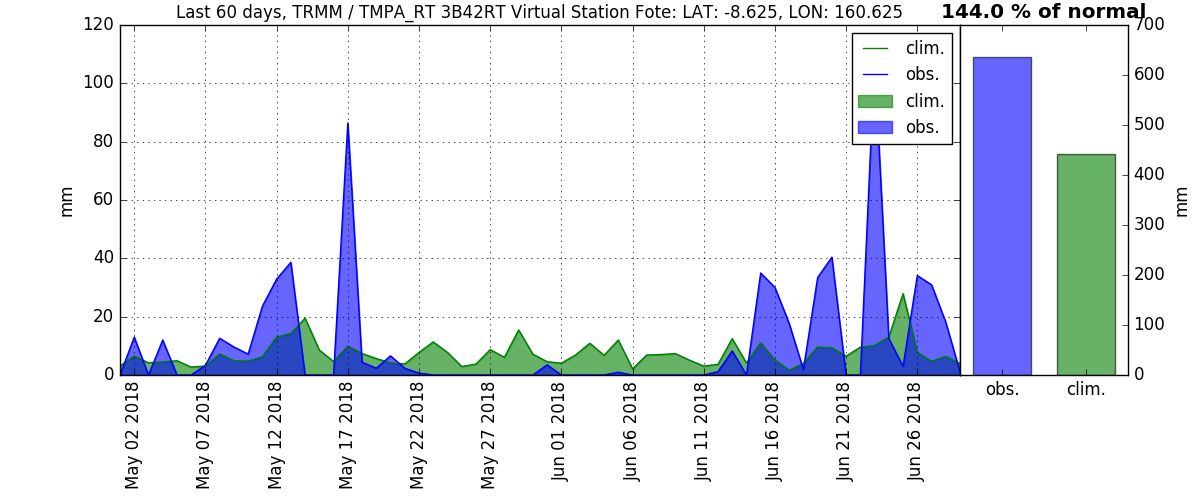 Last 60 days, TRMM / TMPA_RT 3B42RT Virtual Station Fote: LAT: -8.625, LON: 160.625
144.0 % of normal
120
100
80
60
40
20
0
mm
clim.
obs.
clim.
obs.
700
600
500
400
300
200
100
0
mm
May 02 2018
May 07 2018
May 12 2018
May 17 2018
May 22 2018
May 27 2018
Jun 01 2018
Jun 06 2018
Jun 11 2018
Jun 16 2018
Jun 21 2018
Jun 26 2018
obs.
clim.